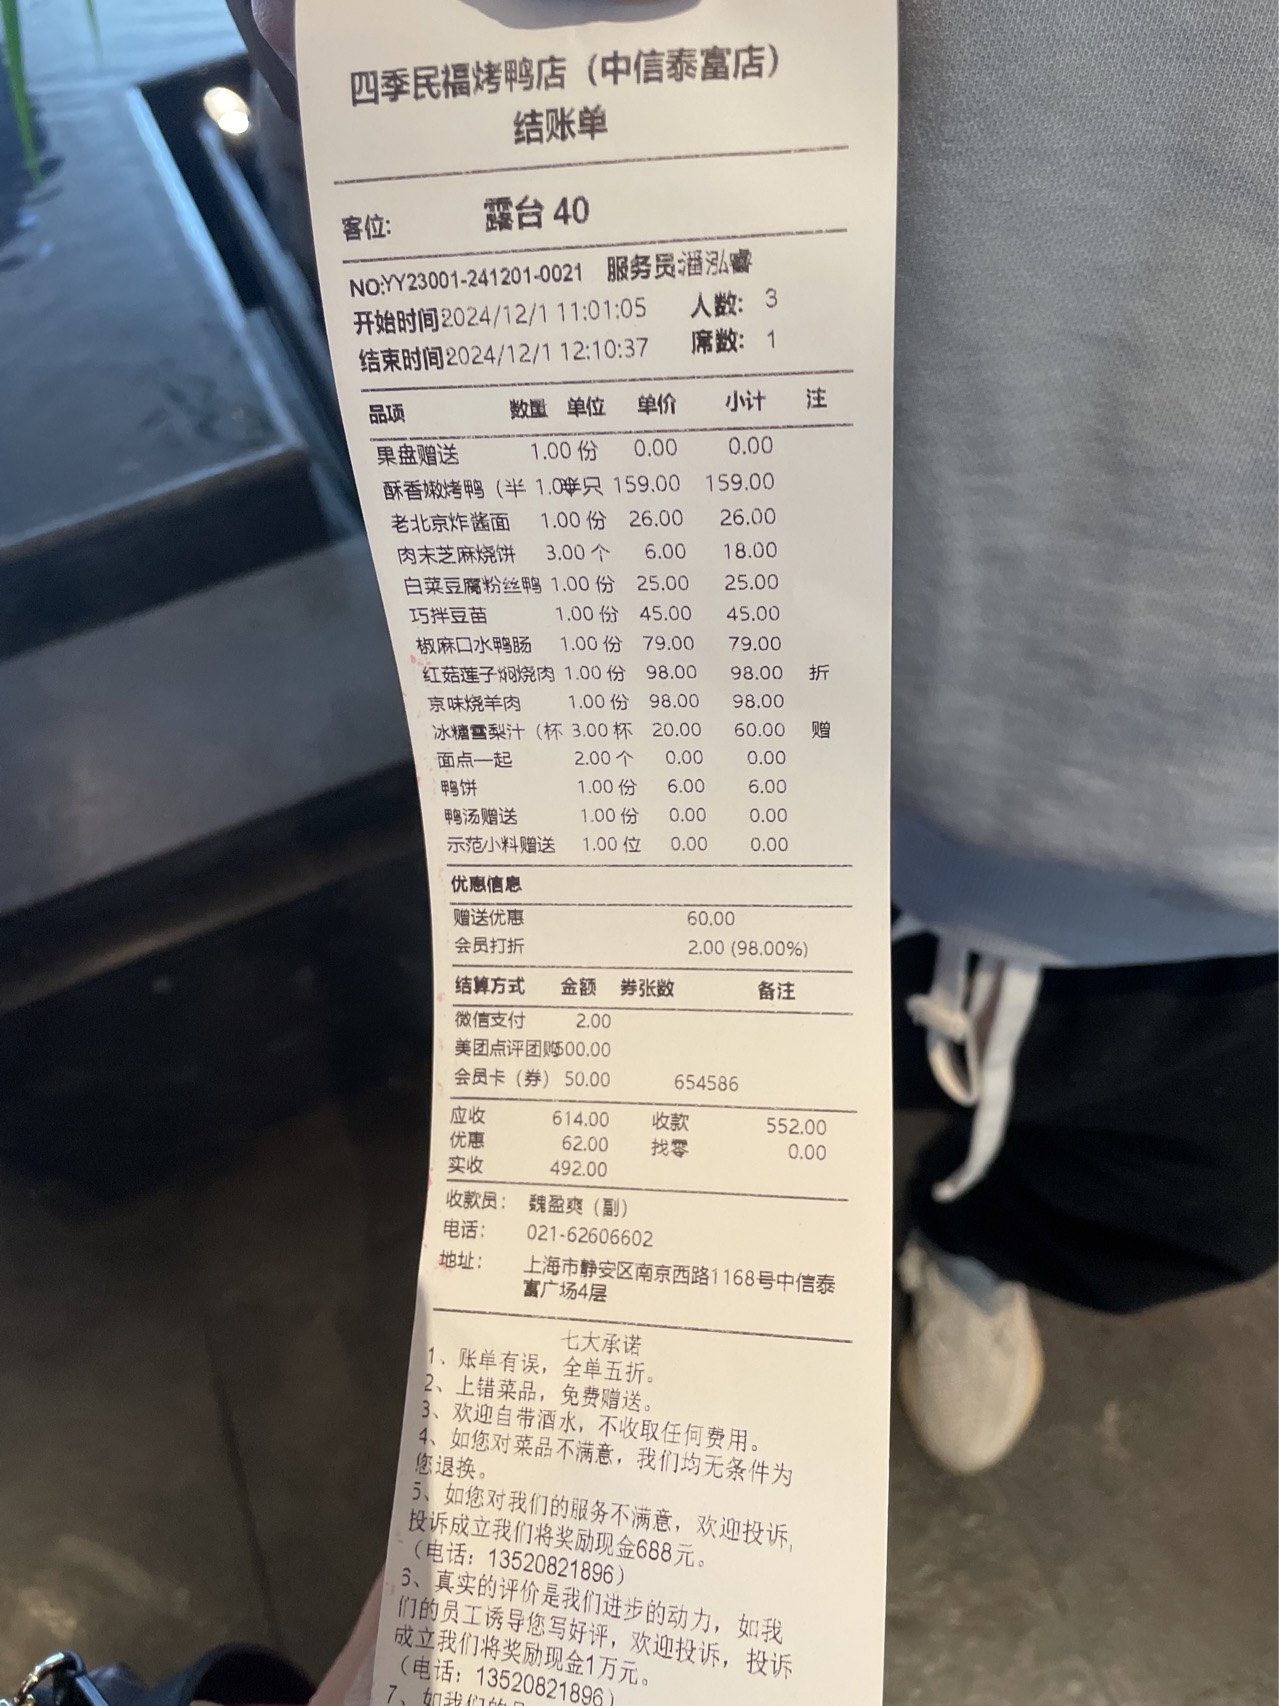 四季民福烤鸭店（中信泰富店）
结账单
客位: 露台 40
NO:YY23001-241201-0021 服务员:潘泓睿
开始时间:2024/12/1 11:01:05 人数: 3
结束时间:2024/12/1 12:10:37 席数: 1
品项 数量 单位 单价 小计 注
果盘赠送 1.00 份 0.00 0.00
酥香嫩烤鸭（半 1.00 半只 159.00 159.00
老北京炸酱面 1.00 份 26.00 26.00
肉末芝麻烧饼 3.00 个 6.00 18.00
白菜豆腐粉丝鸭 1.00 份 25.00 25.00
巧拌豆苗 1.00 份 45.00 45.00
椒麻口水鸭肠 1.00 份 79.00 79.00
红菇莲子焖烧肉 1.00 份 98.00 98.00 折
京味烧羊肉 1.00 份 98.00 98.00
冰糖雪梨汁（杯 3.00 杯 20.00 60.00 赠
面点一起 2.00 个 0.00 0.00
鸭饼 1.00 份 6.00 6.00
鸭汤赠送 1.00 份 0.00 0.00
示范小料赠送 1.00 位 0.00 0.00
优惠信息
赠送优惠 60.00
会员打折 2.00 (98.00%)
结算方式 金额 券张数 备注
微信支付 2.00
美团点评团购500.00
会员卡（券） 50.00 654586
应收 614.00 收款 552.00
优惠 62.00 找零 0.00
实收 492.00
收款员: 魏盈爽（副）
电话: 021-62606602
地址: 上海市静安区南京西路1168号中信泰
富广场4层
七大承诺
1、账单有误，全单五折。
2、上错菜品，免费赠送。
3、欢迎自带酒水，不收取任何费用。
4、如您对菜品不满意，我们均无条件为
您退换。
5、如您对我们的服务不满意，欢迎投诉，
投诉成立我们将奖励现金688元。
（电话：13520821896）
6、真实的评价是我们进步的动力，如我
们的员工诱导您写好评，欢迎投诉，投诉
成立我们将奖励现金1万元。
（电话：13520821896）
7、如我们的